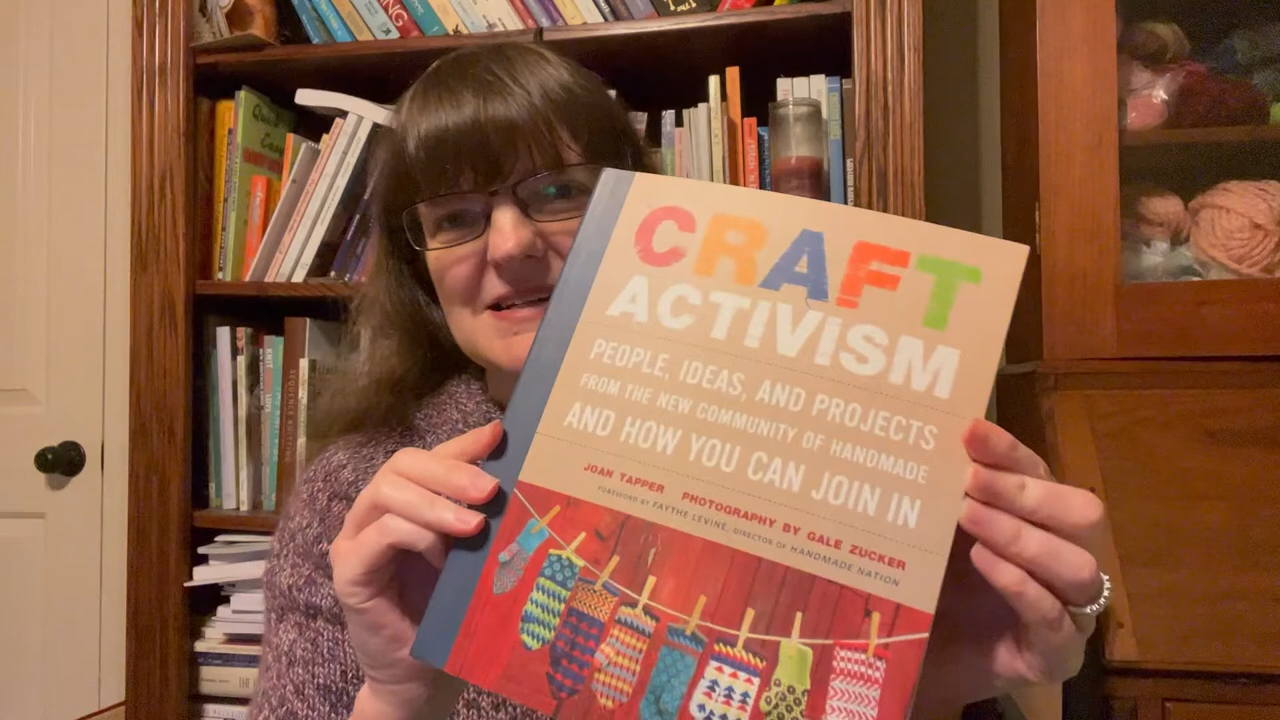 CRAFT
ACTIVISM
PEOPLE, IDEAS, AND PROJECTS
FROM THE NEW COMMUNITY OF HANDMADE
AND HOW YOU CAN JOIN IN
JOAN TAPPER PHOTOGRAPHY BY GALE ZUCKER
FOREWORD BY FAYTHE LEVINE, DIRECTOR OF HANDMADE NATION